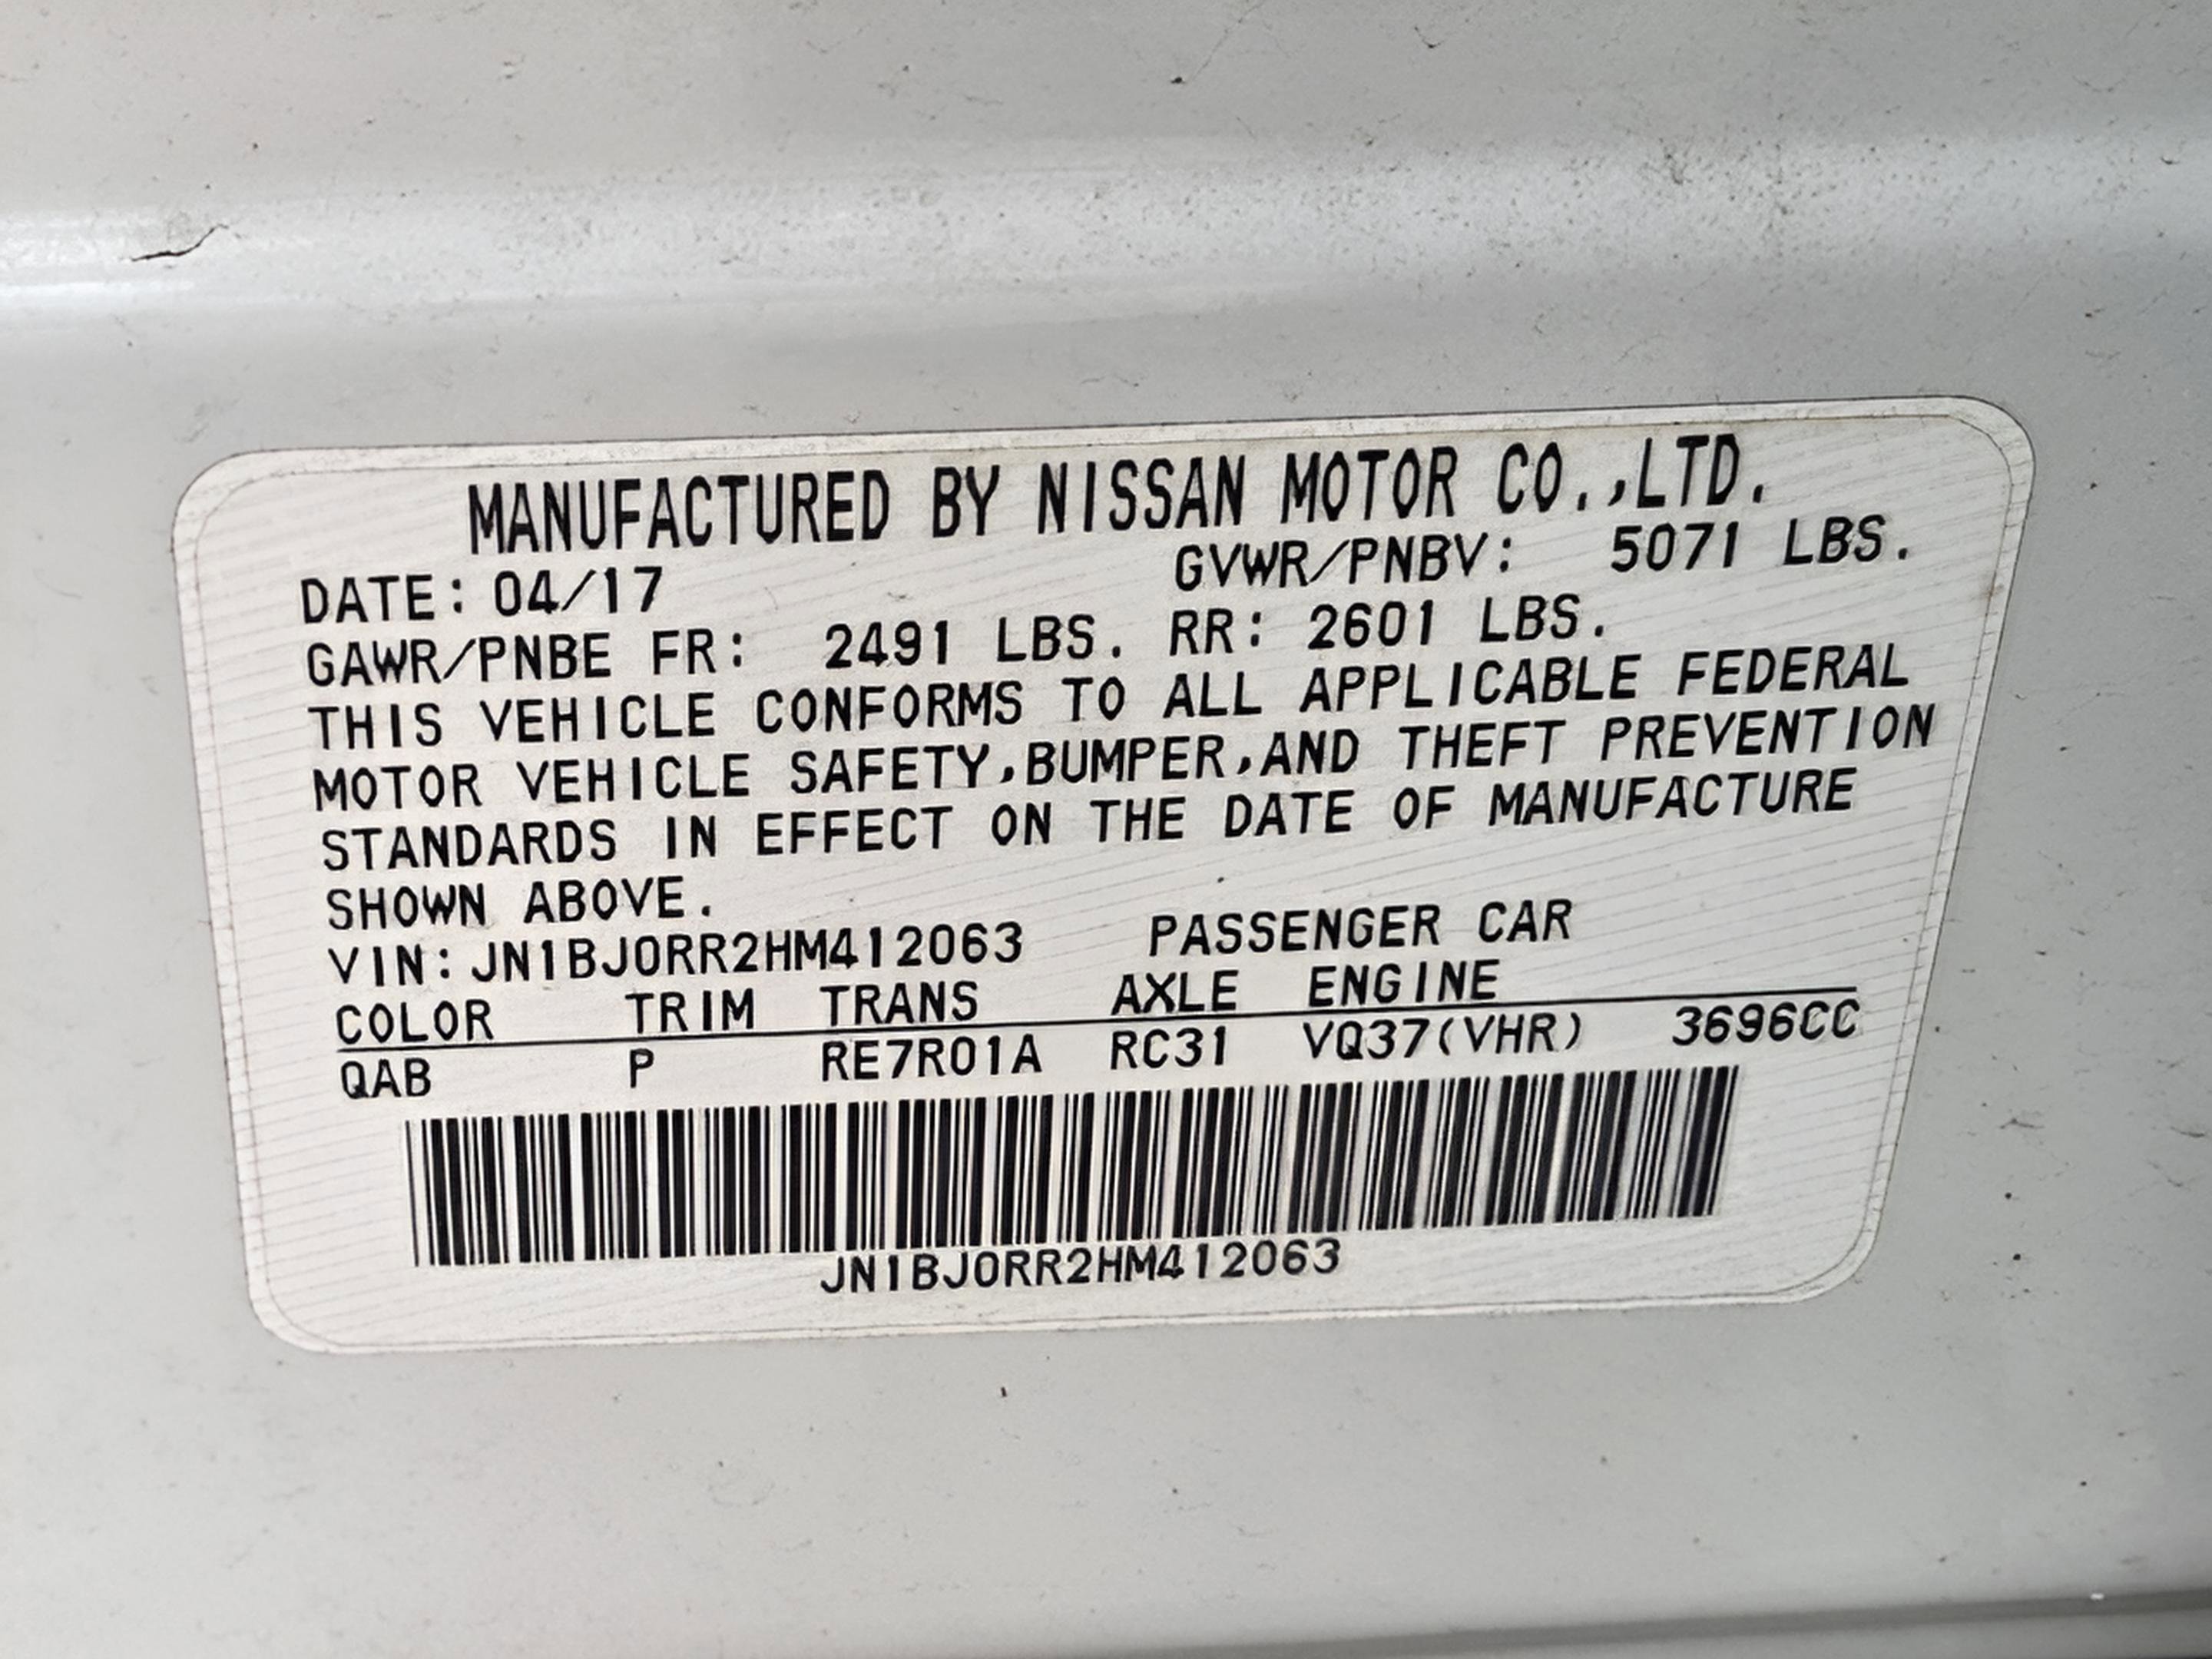 MANUFACTURED BY NISSAN MOTOR CO.,LTD.
DATE: 04/17 GVWR/PNBV: 5071 LBS.
GAWR/PNBE FR: 2491 LBS. RR: 2601 LBS.
THIS VEHICLE CONFORMS TO ALL APPLICABLE FEDERAL
MOTOR VEHICLE SAFETY,BUMPER,AND THEFT PREVENTION
STANDARDS IN EFFECT ON THE DATE OF MANUFACTURE
SHOWN ABOVE.
VIN:JN1BJ0RR2HM412063 PASSENGER CAR
COLOR TRIM TRANS AXLE ENGINE
QAB P RE7R01A RC31 VQ37(VHR) 3696CC
JN1BJ0RR2HM412063